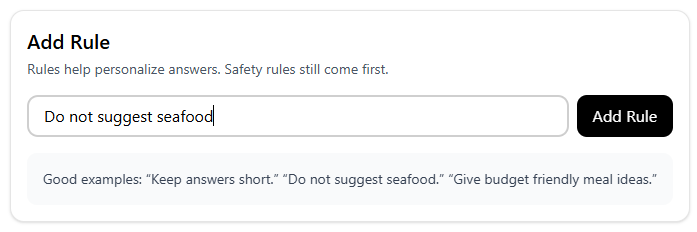 Add Rule
Rules help personalize answers. Safety rules still come first.
Do not suggest seafood
Add Rule
Good examples: “Keep answers short.” “Do not suggest seafood.” “Give budget friendly meal ideas.”